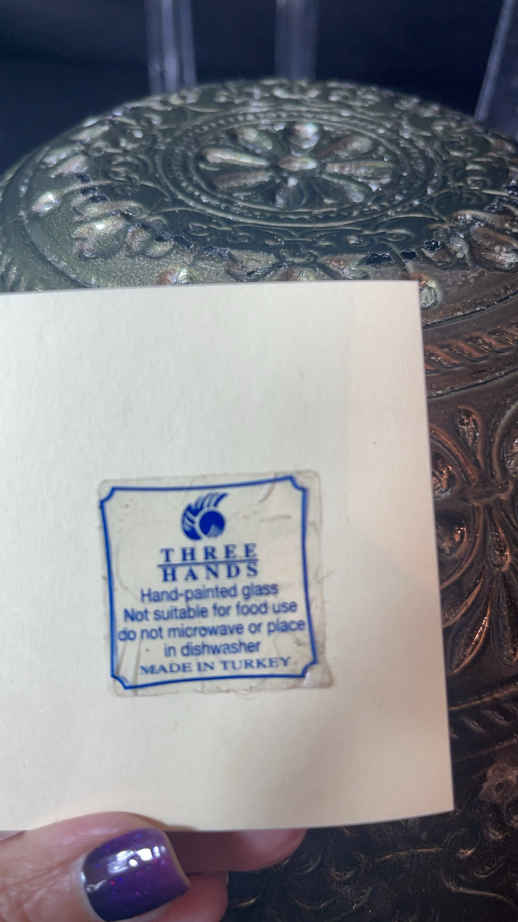 THREE
HANDS
Hand-painted glass
Not suitable for food use
do not microwave or place
in dishwasher
MADE IN TURKEY